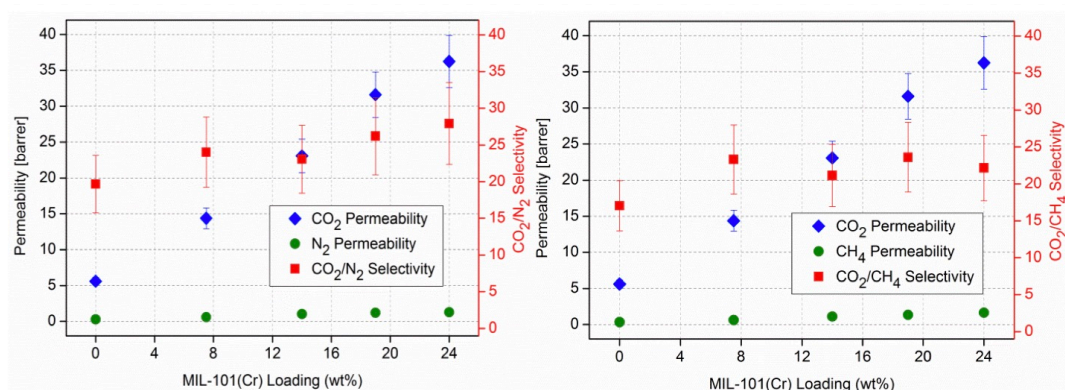 40
35
30
25
20
15
10
5
0
Permeability [barrer]
40
35
30
25
20
15
10
5
0
CO2/N2 Selectivity
CO2 Permeability
N2 Permeability
CO2/N2 Selectivity
0 4 8 12 16 20 24
MIL-101(Cr) Loading (wt%)
40
35
30
25
20
15
10
5
0
Permeability [barrer]
40
35
30
25
20
15
10
5
0
CO2/CH4 Selectivity
CO2 Permeability
CH4 Permeability
CO2/CH4 Selectivity
0 4 8 12 16 20 24
MIL-101(Cr) Loading (wt%)